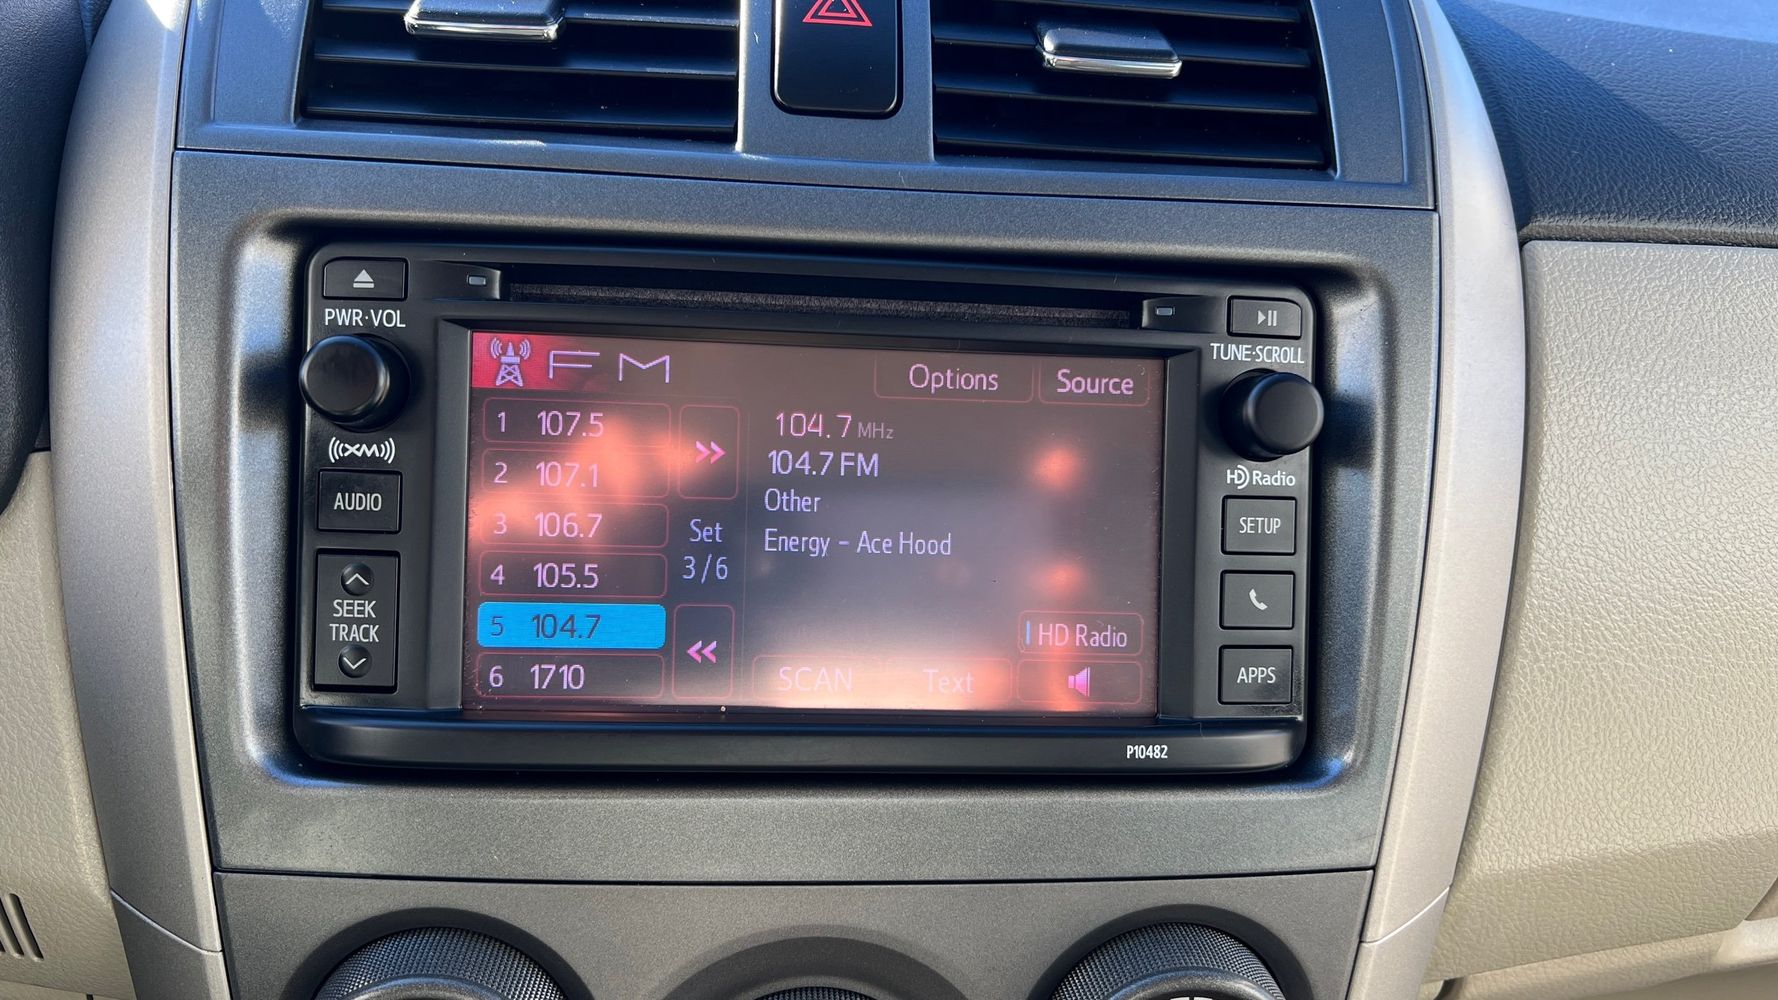 PWR·VOL
TUNE·SCROLL
FM
Options
Source
1 107.5
2 107.1
3 106.7
4 105.5
5 104.7
6 1710
Set
3/6
104.7 MHz
104.7 FM
Other
Energy - Ace Hood
HD Radio
SCAN
Text
((XM))
AUDIO
SEEK
TRACK
HD Radio
SETUP
APPS
P10482